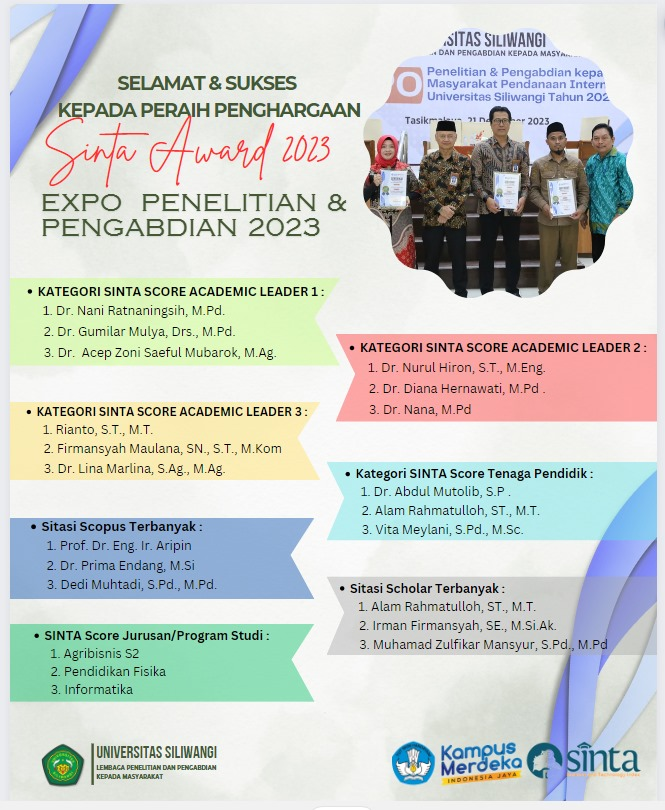 SELAMAT & SUKSES
KEPADA PERAIH PENGHARGAAN
Sinta Award 2023
EXPO PENELITIAN &
PENGABDIAN 2023
SITAS SILIWANGI
DAN PENGABDIAN KEPADA
Penelitian & Pengabdian kepa
Masyarakat Pendanaan Intern
Universitas Siliwangi Tahun 202
Tasikmalaya, 21 Desember 2023
• KATEGORI SINTA SCORE ACADEMIC LEADER 1 :
1. Dr. Nani Ratnaningsih, M.Pd.
2. Dr. Gumilar Mulya, Drs., M.Pd.
3. Dr. Acep Zoni Saeful Mubarok, M.Ag.
• KATEGORI SINTA SCORE ACADEMIC LEADER 2 :
1. Dr. Nurul Hiron, S.T., M.Eng.
2. Dr. Diana Hernawati, M.Pd .
3. Dr. Nana, M.Pd
• KATEGORI SINTA SCORE ACADEMIC LEADER 3 :
1. Rianto, S.T., M.T.
2. Firmansyah Maulana, SN., S.T., M.Kom
3. Dr. Lina Marlina, S.Ag., M.Ag.
• Kategori SINTA Score Tenaga Pendidik :
1. Dr. Abdul Mutolib, S.P .
2. Alam Rahmatulloh, ST., M.T.
3. Vita Meylani, S.Pd., M.Sc.
• Sitasi Scopus Terbanyak :
1. Prof. Dr. Eng. Ir. Aripin
2. Dr. Prima Endang, M.Si
3. Dedi Muhtadi, S.Pd., M.Pd.
• Sitasi Scholar Terbanyak :
1. Alam Rahmatulloh, ST., M.T.
2. Irman Firmansyah, SE., M.Si.Ak.
3. Muhamad Zulfikar Mansyur, S.Pd., M.Pd
• SINTA Score Jurusan/Program Studi :
1. Agribisnis S2
2. Pendidikan Fisika
3. Informatika
UNIVERSITAS SILIWANGI
LEMBAGA PENELITIAN DAN PENGABDIAN
KEPADA MASYARAKAT
Kampus
Merdeka
INDONESIA JAYA
sinta